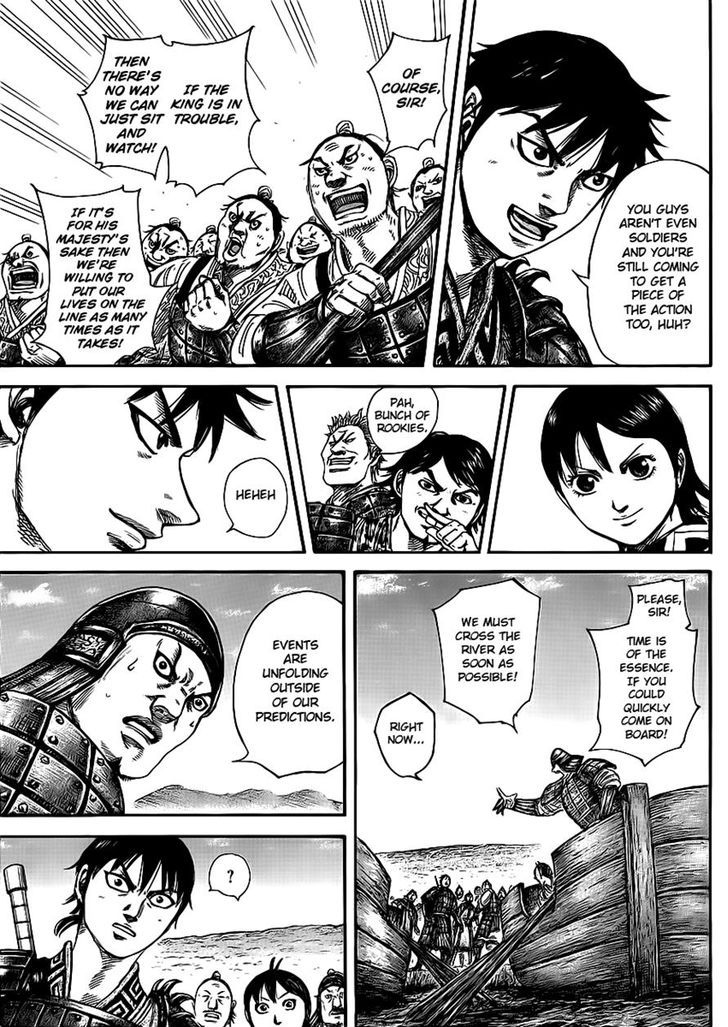 YOU GUYS
AREN'T EVEN
SOLDIERS
AND YOU'RE
STILL COMING
TO GET A
PIECE OF
THE ACTION
TOO, HUH?
OF
COURSE,
SIR!
IF
THE KING IS IN
TROUBLE,
THEN
THERE'S
NO WAY
WE CAN
JUST SIT
AND
WATCH!
IF IT'S
FOR HIS
MAJESTY'S
SAKE THEN
WE'RE
WILLING TO
PUT OUR
LIVES ON THE
LINE AS MANY
TIMES AS IT
TAKES!
PAH,
BUNCH OF
ROOKIES.
HEHEH
PLEASE,
SIR!
TIME IS
OF THE
ESSENCE.
IF YOU
COULD
QUICKLY
COME ON
BOARD!
WE MUST
CROSS THE
RIVER AS
SOON AS
POSSIBLE!
RIGHT
NOW...
EVENTS
ARE
UNFOLDING
OUTSIDE
OF OUR
PREDICTIONS.
?